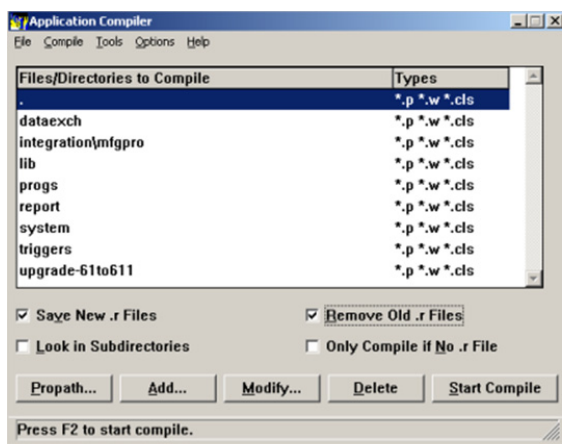 Application Compiler
File Compile Tools Options Help
Files/Directories to Compile Types
. *.p *.w *.cls
dataexch *.p *.w *.cls
integration\mfgpro *.p *.w *.cls
lib *.p *.w *.cls
progs *.p *.w *.cls
report *.p *.w *.cls
system *.p *.w *.cls
triggers *.p *.w *.cls
upgrade-61to611 *.p *.w *.cls
Save New .r Files Remove Old .r Files
Look in Subdirectories Only Compile if No .r File
Propath... Add... Modify... Delete Start Compile
Press F2 to start compile.